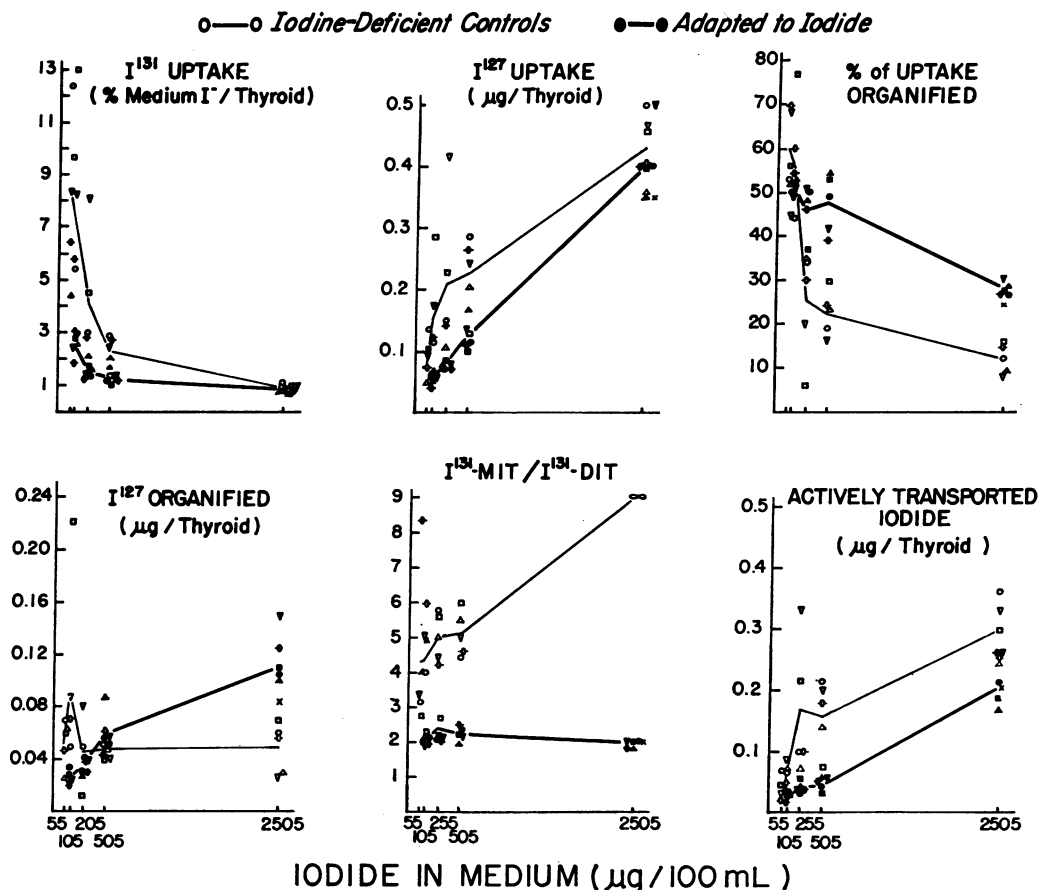 Iodine-Deficient Controls
Adapted to Iodide
I¹³¹ UPTAKE
(% Medium I⁻/Thyroid)
13
11
9
7
5
3
1
I¹²⁷ UPTAKE
(μg/Thyroid)
0.5
0.4
0.3
0.2
0.1
% of UPTAKE
ORGANIFIED
80
70
60
50
40
30
20
10
I¹²⁷ ORGANIFIED
(μg/Thyroid)
0.24
0.20
0.16
0.12
0.08
0.04
55 205 2505
105 505
I¹³¹-MIT/I¹³¹-DIT
9
8
7
6
5
4
3
2
1
55 255 2505
105 505
ACTIVELY TRANSPORTED
IODIDE
(μg/Thyroid)
0.5
0.4
0.3
0.2
0.1
55 255 2505
105 505
IODIDE IN MEDIUM (μg/100mL)